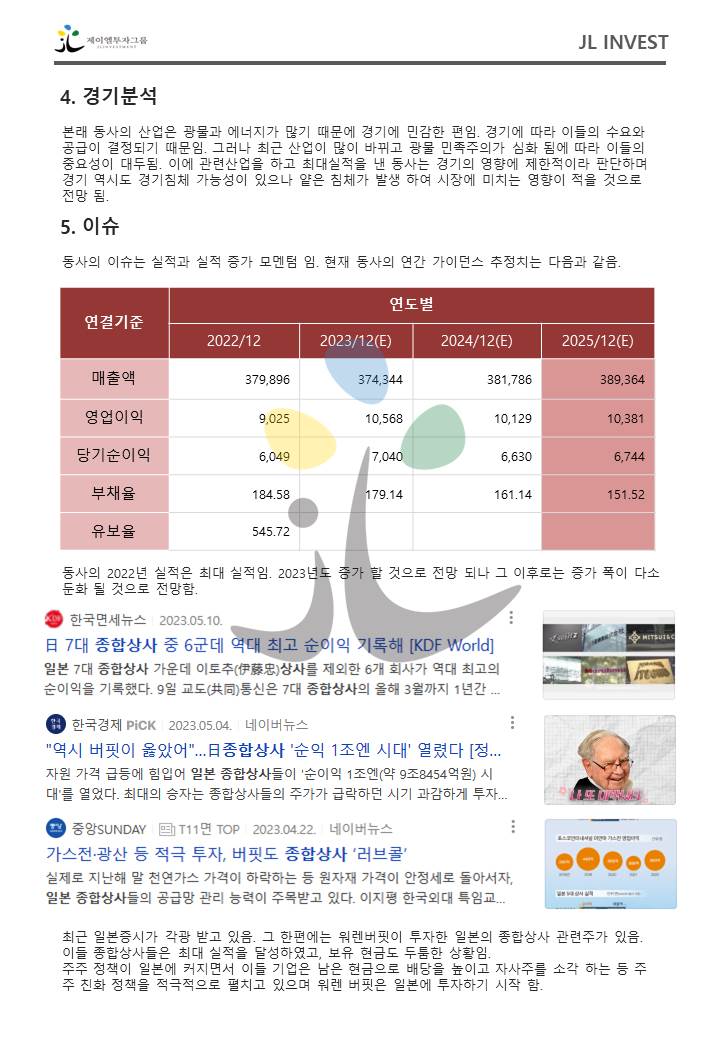 제이엘투자그룹
JL INVESTMENT
JL INVEST
4. 경기분석
본래 동사의 산업은 광물과 에너지가 많기 때문에 경기에 민감한 편임. 경기에 따라 이들의 수요와
공급이 결정되기 때문임. 그러나 최근 산업이 많이 바뀌고 광물 민족주의가 심화 됨에 따라 이들의
중요성이 대두됨. 이에 관련산업을 하고 최대실적을 낸 동사는 경기의 영향에 제한적이라 판단하며
경기 역시도 경기침체 가능성이 있으나 얕은 침체가 발생 하여 시장에 미치는 영향이 적을 것으로
전망 됨.
5. 이슈
동사의 이슈는 실적과 실적 증가 모멘텀 임. 현재 동사의 연간 가이던스 추정치는 다음과 같음.
연결기준 연도별
2022/12 2023/12(E) 2024/12(E) 2025/12(E)
매출액 379,896 374,344 381,786 389,364
영업이익 9,025 10,568 10,129 10,381
당기순이익 6,049 7,040 6,630 6,744
부채율 184.58 179.14 161.14 151.52
유보율 545.72
동사의 2022년 실적은 최대 실적임. 2023년도 증가 할 것으로 전망 되나 그 이후로는 증가 폭이 다소
둔화 될 것으로 전망함.
KDF 한국면세뉴스 2023.05.10.
日 7대 종합상사 중 6군데 역대 최고 순이익 기록해 [KDF World]
일본 7대 종합상사 가운데 이토추(伊藤忠)상사를 제외한 6개 회사가 역대 최고의
순이익을 기록했다. 9일 교도(共同)통신은 7대 종합상사의 올해 3월까지 1년간 ...
MITSUI&C
한국경제 한국경제 PiCK 2023.05.04. 네이버뉴스
"역시 버핏이 옳았어"...日종합상사 '순익 1조엔 시대' 열렸다 [정...
자원 가격 급등에 힘입어 일본 종합상사들이 '순이익 1조엔(약 9조8454억원) 시
대'를 열었다. 최대의 승자는 종합상사들의 주가가 급락하던 시기 과감하게 투자...
중앙 중앙SUNDAY T11면 TOP 2023.04.22. 네이버뉴스
가스전·광산 등 적극 투자, 버핏도 종합상사 ‘러브콜’
실제로 지난해 말 천연가스 가격이 하락하는 등 원자재 가격이 안정세로 돌아서자,
일본 종합상사들의 공급망 관리 능력이 주목받고 있다. 이지평 한국외대 특임교...
포스코인터내셔널 미얀마 가스전 영업이익
일본 5대 상사 실적
최근 일본증시가 각광 받고 있음. 그 한편에는 워렌버핏이 투자한 일본의 종합상사 관련주가 있음.
이들 종합상사들은 최대 실적을 달성하였고, 보유 현금도 두툼한 상황임.
주주 정책이 일본에 커지면서 이들 기업은 남은 현금으로 배당을 높이고 자사주를 소각 하는 등 주
주 친화 정책을 적극적으로 펼치고 있으며 워렌 버핏은 일본에 투자하기 시작 함.